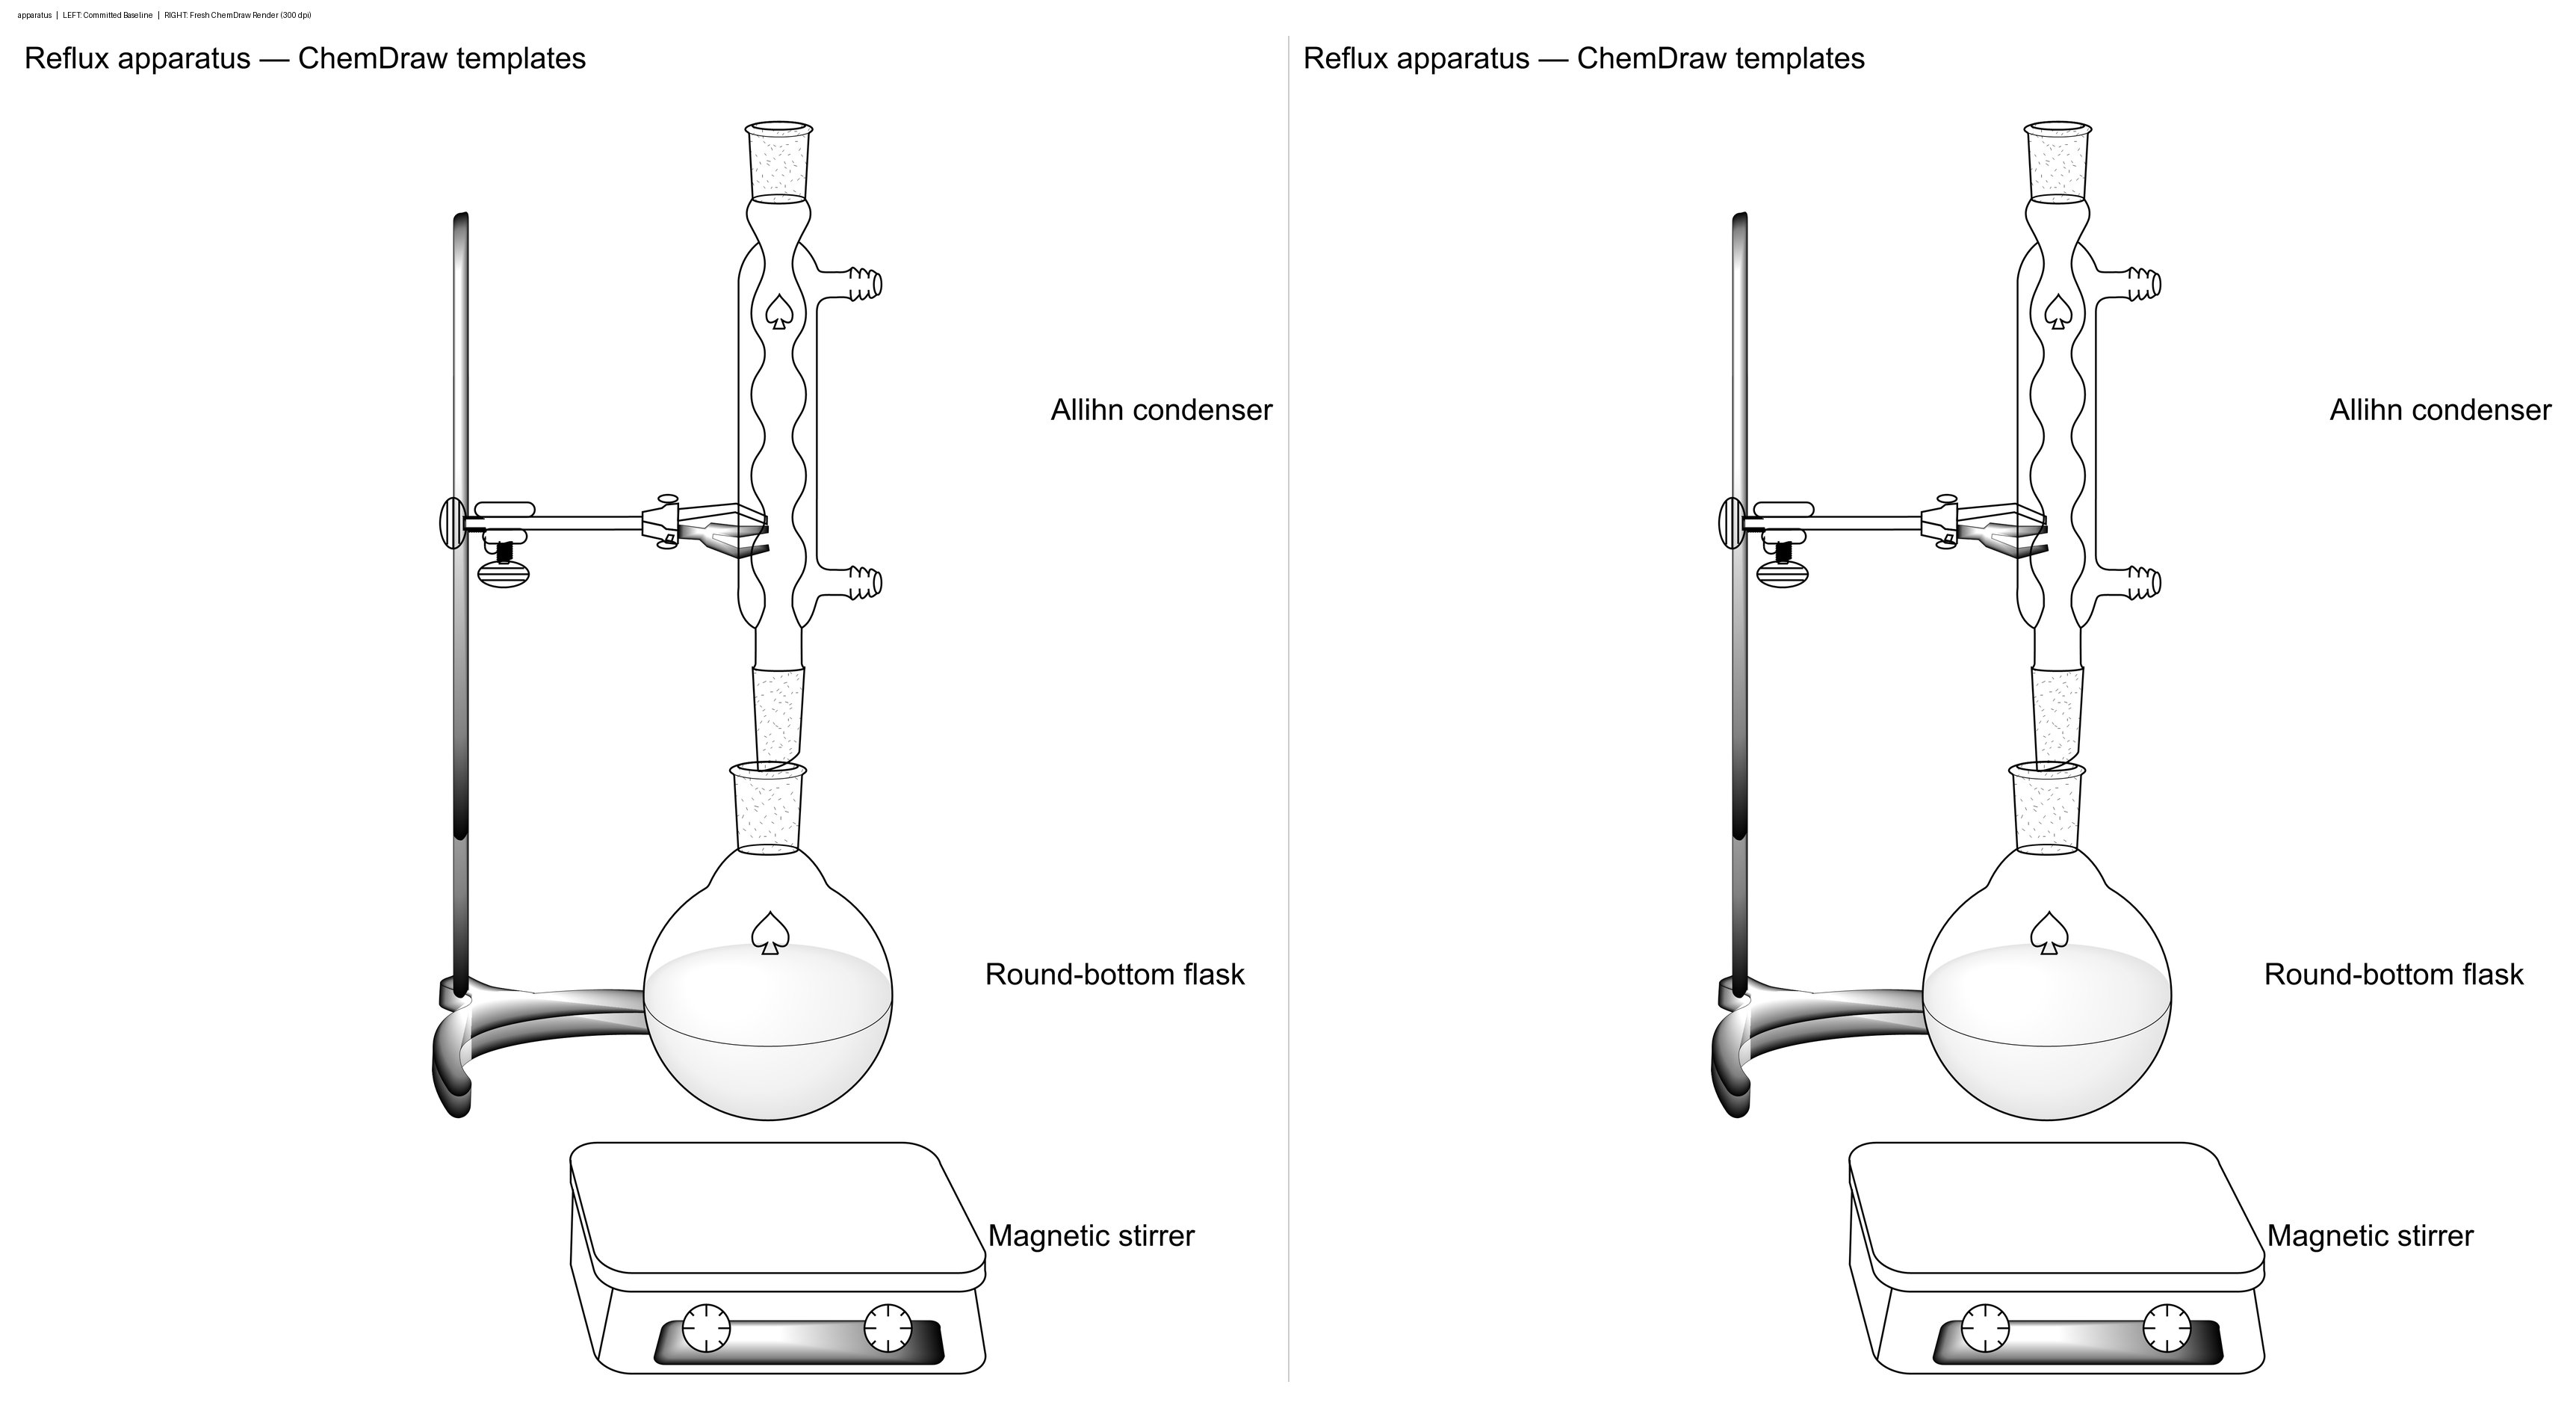 apparatus | LEFT: Committed Baseline | RIGHT: Fresh ChemDraw Render (300 dpi)
Reflux apparatus — ChemDraw templates
Allihn condenser
Round-bottom flask
Magnetic stirrer
Reflux apparatus — ChemDraw templates
Allihn condenser
Round-bottom flask
Magnetic stirrer